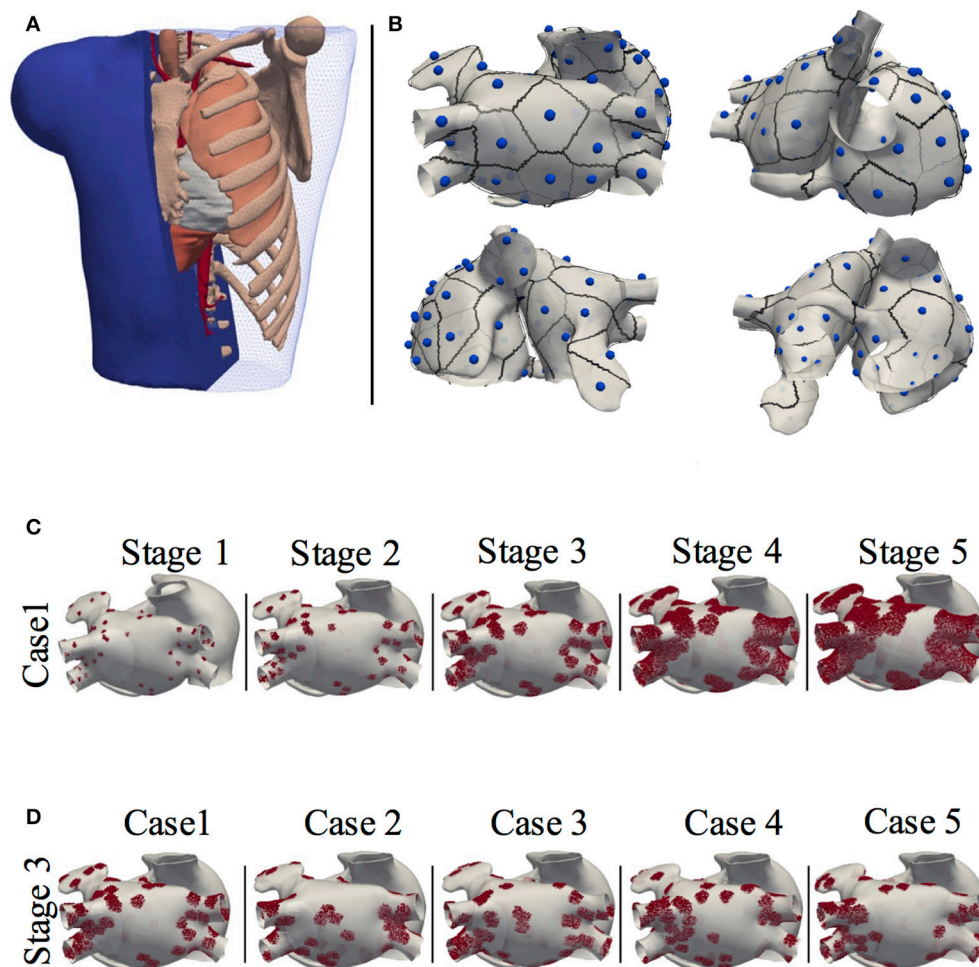 A
B
C
Stage 1
Stage 2
Stage 3
Stage 4
Stage 5
Case1
D
Case1
Case 2
Case 3
Case 4
Case 5
Stage 3